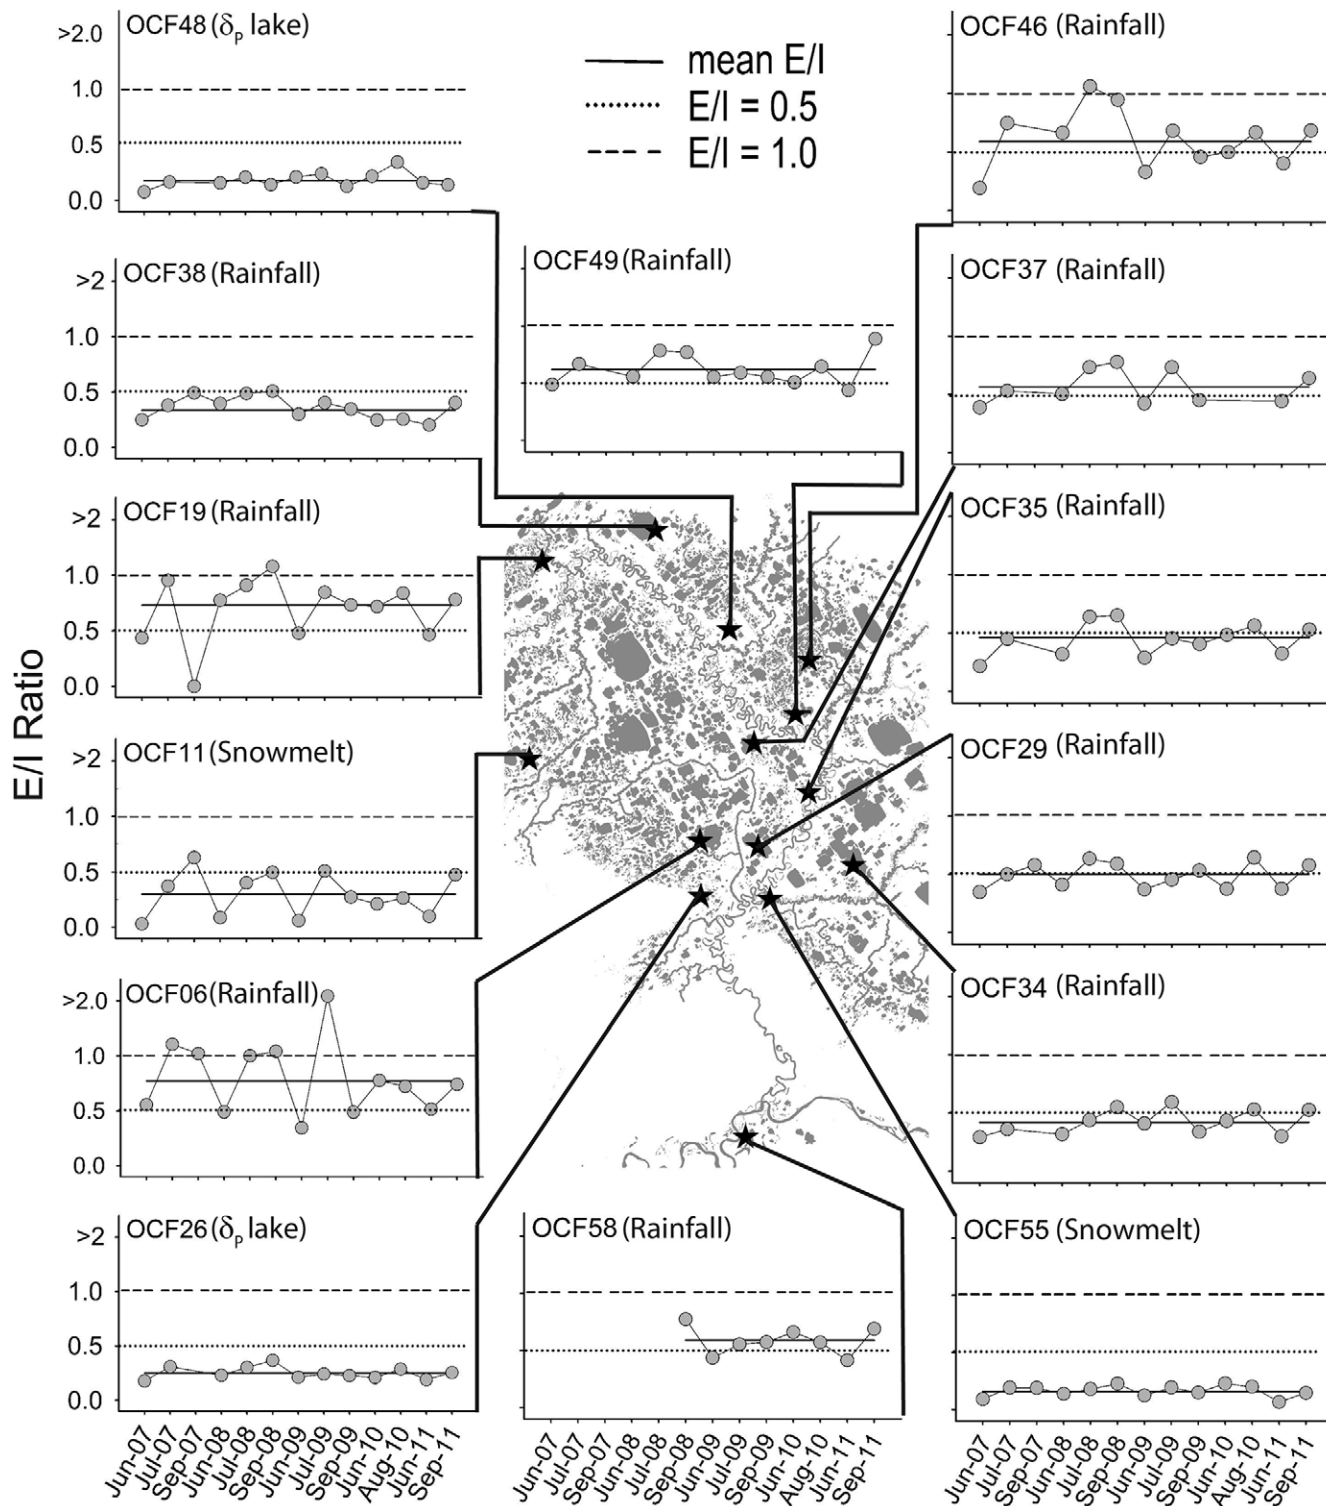 OCF48 (δP lake)
>2.0
1.0
0.5
0.0
mean E/I
E/I = 0.5
E/I = 1.0
OCF46 (Rainfall)
OCF38 (Rainfall)
>2
1.0
0.5
0.0
OCF49 (Rainfall)
OCF37 (Rainfall)
OCF19 (Rainfall)
>2
1.0
0.5
0.0
OCF35 (Rainfall)
E/I Ratio
OCF11 (Snowmelt)
>2
1.0
0.5
0.0
OCF29 (Rainfall)
OCF06 (Rainfall)
>2.0
1.0
0.5
0.0
OCF34 (Rainfall)
OCF26 (δP lake)
>2
1.0
0.5
0.0
OCF58 (Rainfall)
OCF55 (Snowmelt)
Jun-07
Jul-07
Sep-07
Jun-08
Jul-08
Sep-08
Jun-09
Jul-09
Sep-09
Jun-10
Aug-10
Jun-11
Sep-11
Jun-07
Jul-07
Sep-07
Jun-08
Jul-08
Sep-08
Jun-09
Jul-09
Sep-09
Jun-10
Aug-10
Jun-11
Sep-11
Jun-07
Jul-07
Sep-07
Jun-08
Jul-08
Sep-08
Jun-09
Jul-09
Sep-09
Jun-10
Aug-10
Jun-11
Sep-11